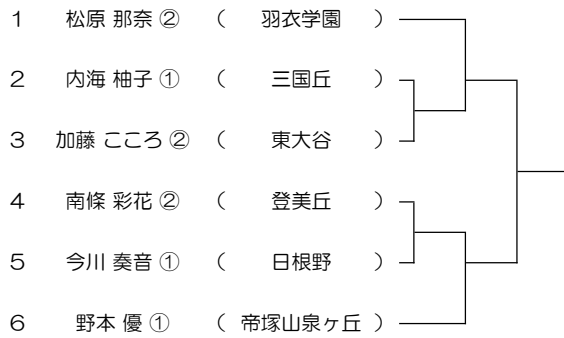 1 松原 那奈 ② ( 羽衣学園 )
2 内海 柚子 ① ( 三国丘 )
3 加藤 こころ ② ( 東大谷 )
4 南條 彩花 ② ( 登美丘 )
5 今川 奏音 ① ( 日根野 )
6 野本 優 ① ( 帝塚山泉ヶ丘 )